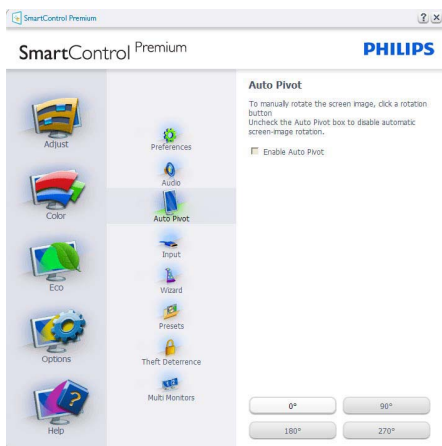 SmartControl Premium
SmartControl Premium
PHILIPS
Adjust
Color
Eco
Options
Help
Preferences
Audio
Auto Pivot
Input
Wizard
Presets
Theft Deterrence
Multi Monitors
Auto Pivot
To manually rotate the screen image, click a rotation
button
Uncheck the Auto Pivot box to disable automatic
screen-image rotation.
Enable Auto Pivot
0°
90°
180°
270°